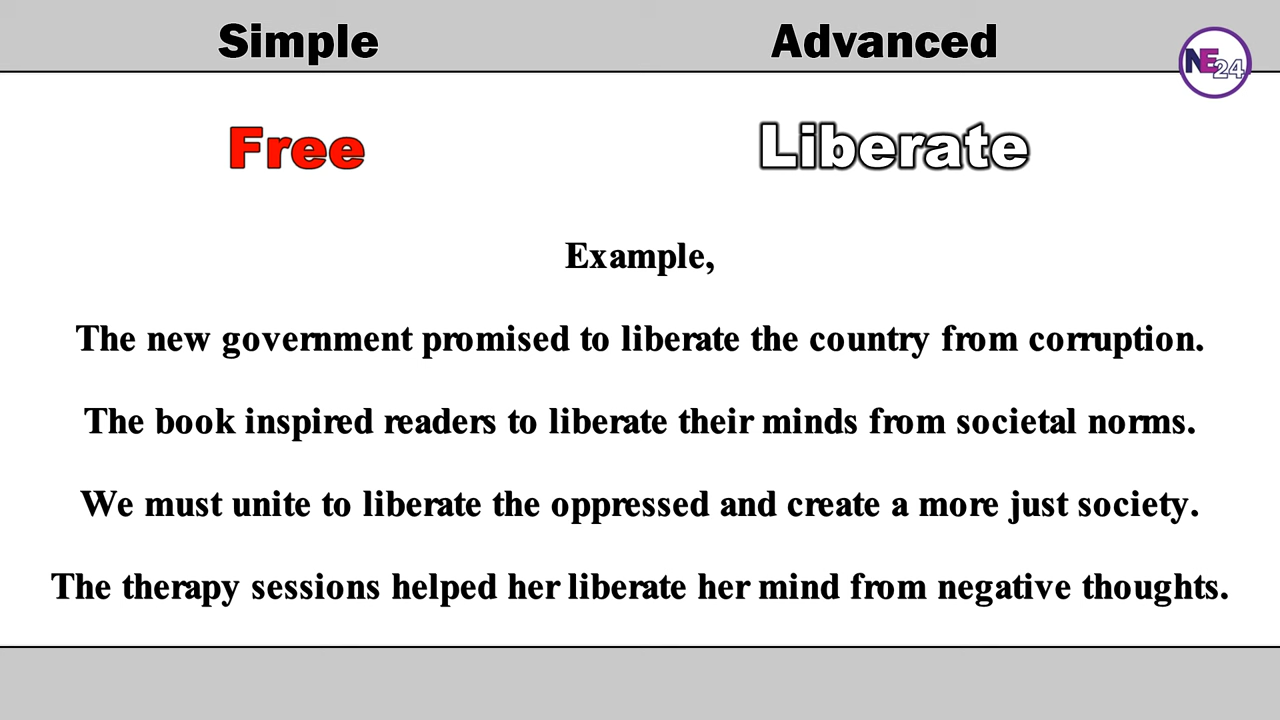 Simple Advanced
NE24
Free Liberate
Example,
The new government promised to liberate the country from corruption.
The book inspired readers to liberate their minds from societal norms.
We must unite to liberate the oppressed and create a more just society.
The therapy sessions helped her liberate her mind from negative thoughts.